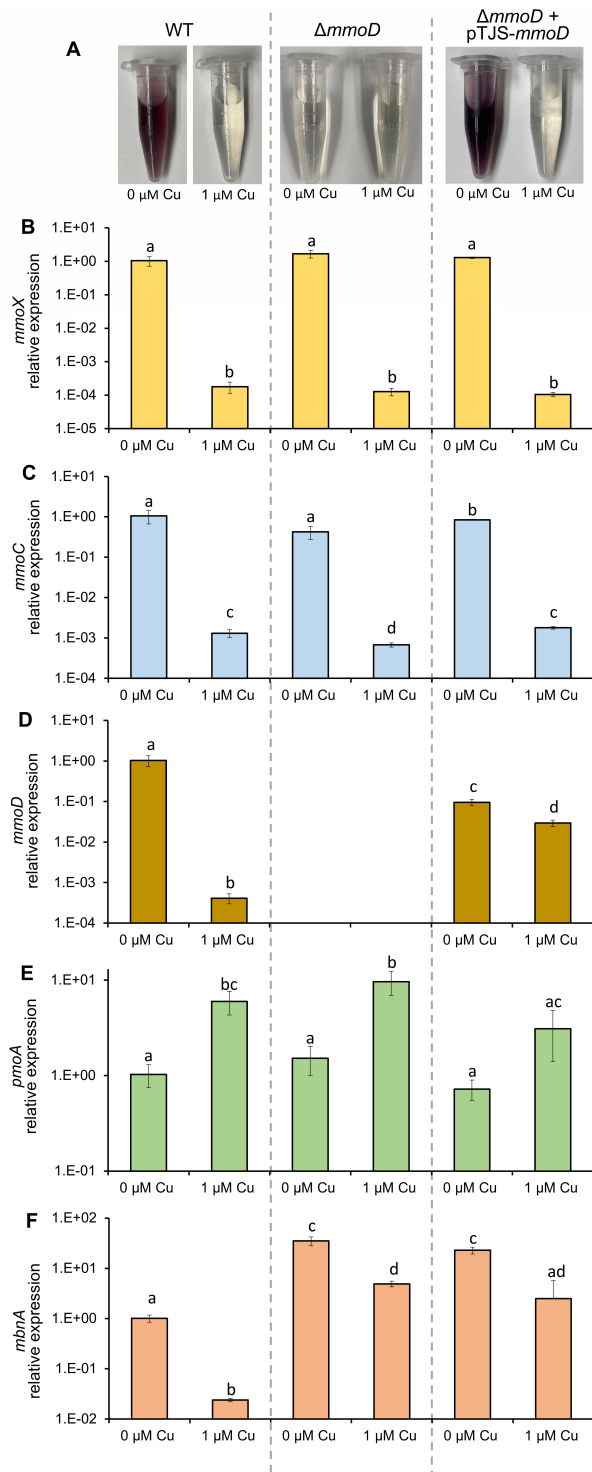 WT
ΔmmoD
ΔmmoD +
pTJS-mmoD
A
0 µM Cu 1 µM Cu 0 µM Cu 1 µM Cu 0 µM Cu 1 µM Cu
B
mmoX
relative expression
1.E+01
1.E+00
1.E-01
1.E-02
1.E-03
1.E-04
1.E-05
a b a b a b
0 µM Cu 1 µM Cu 0 µM Cu 1 µM Cu 0 µM Cu 1 µM Cu
C
mmoC
relative expression
1.E+01
1.E+00
1.E-01
1.E-02
1.E-03
1.E-04
a c a d b c
0 µM Cu 1 µM Cu 0 µM Cu 1 µM Cu 0 µM Cu 1 µM Cu
D
mmoD
relative expression
1.E+01
1.E+00
1.E-01
1.E-02
1.E-03
1.E-04
a b c d
0 µM Cu 1 µM Cu 0 µM Cu 1 µM Cu 0 µM Cu 1 µM Cu
E
pmoA
relative expression
1.E+01
1.E+00
1.E-01
a bc a b a ac
0 µM Cu 1 µM Cu 0 µM Cu 1 µM Cu 0 µM Cu 1 µM Cu
F
mbnA
relative expression
1.E+02
1.E+01
1.E+00
1.E-01
1.E-02
a b c d c ad
0 µM Cu 1 µM Cu 0 µM Cu 1 µM Cu 0 µM Cu 1 µM Cu